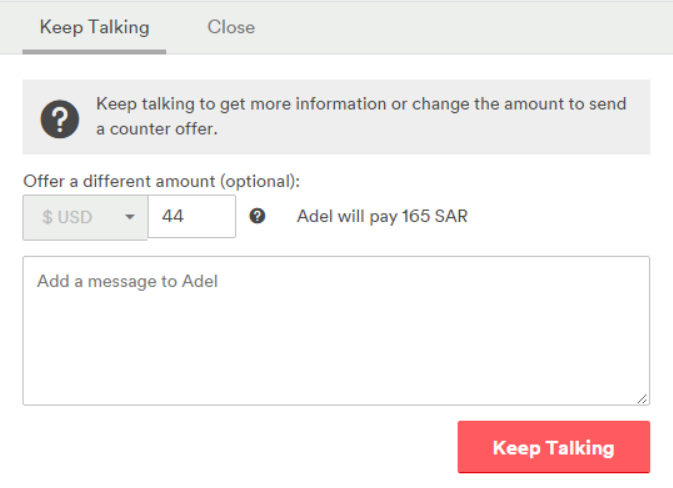 Keep Talking Close
? Keep talking to get more information or change the amount to send
a counter offer.
Offer a different amount (optional):
$ USD 44 ? Adel will pay 165 SAR
Add a message to Adel
Keep Talking